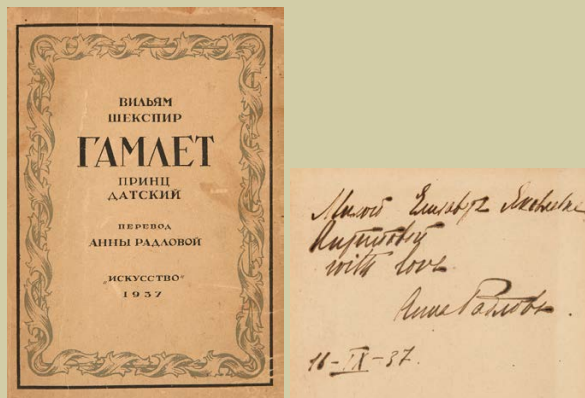 ВИЛЬЯМ
ШЕКСПИР
ГАМЛЕТ
ПРИНЦ
ДАТСКИЙ
ПЕРЕВОД
АННЫ РАДЛОВОЙ
„ИСКУССТВО"
1937
Милой
with love
Анна Радлова
16-IX-37.